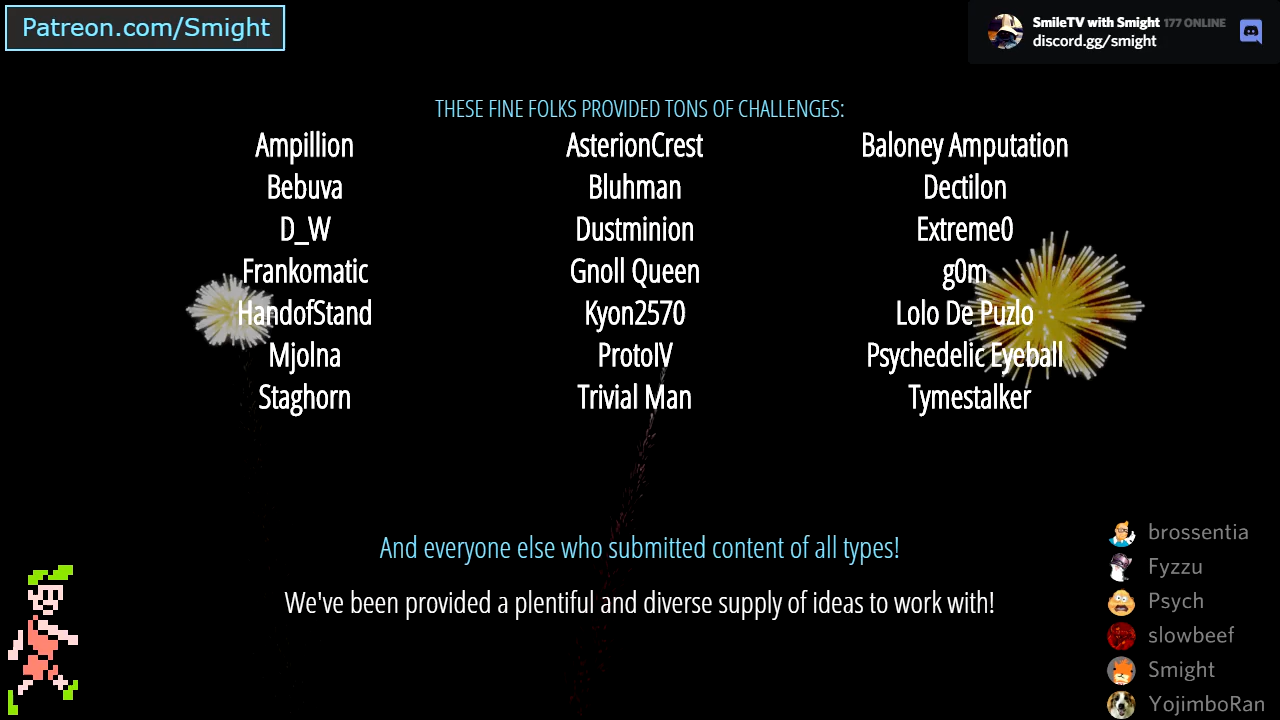 Patreon.com/Smight
SmileTV with Smight 177 ONLINE
discord.gg/smight
THESE FINE FOLKS PROVIDED TONS OF CHALLENGES:
Ampillion AsterionCrest Baloney Amputation
Bebuva Bluhman Dectilon
D_W Dustminion Extreme0
Frankomatic Gnoll Queen g0m
HandofStand Kyon2570 Lolo De Puzlo
Mjolna ProtoIV Psychedelic Eyeball
Staghorn Trivial Man Tymestalker
And everyone else who submitted content of all types!
We've been provided a plentiful and diverse supply of ideas to work with!
brossentia
Fyzzu
Psych
slowbeef
Smight
YojimboRan